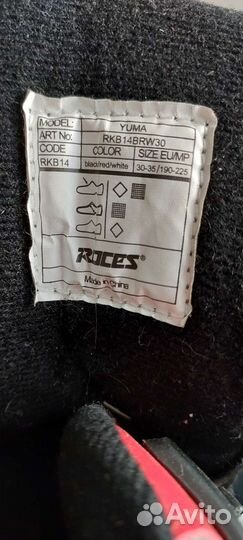 MODEL: YUMA
ART No: RKB14BRW30
CODE COLOR SIZE EU/MP
RKB14 blad/red/white 30-35/190-225
ROCES®
Made in China
Avito